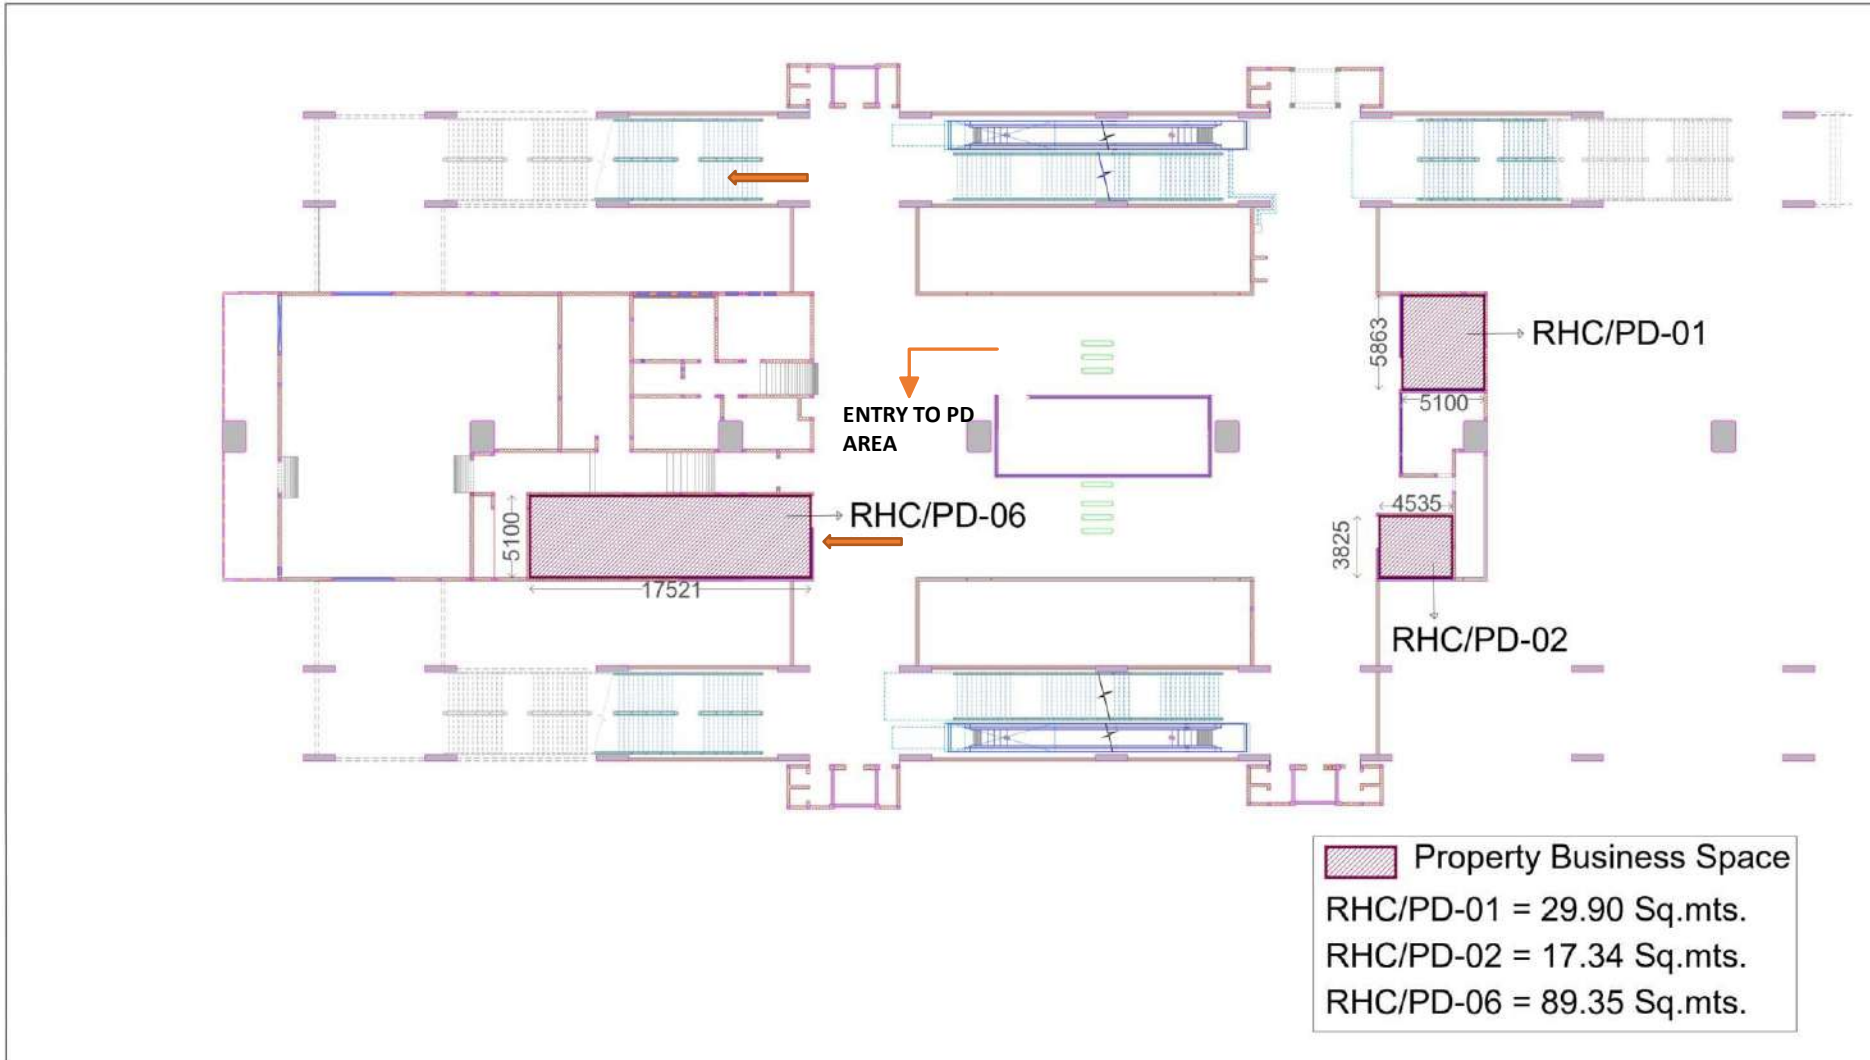 RHC/PD-01
5863
5100
ENTRY TO PD
AREA
4535
RHC/PD-06
5100
3825
17521
RHC/PD-02
Property Business Space
RHC/PD-01 = 29.90 Sq.mts.
RHC/PD-02 = 17.34 Sq.mts.
RHC/PD-06 = 89.35 Sq.mts.